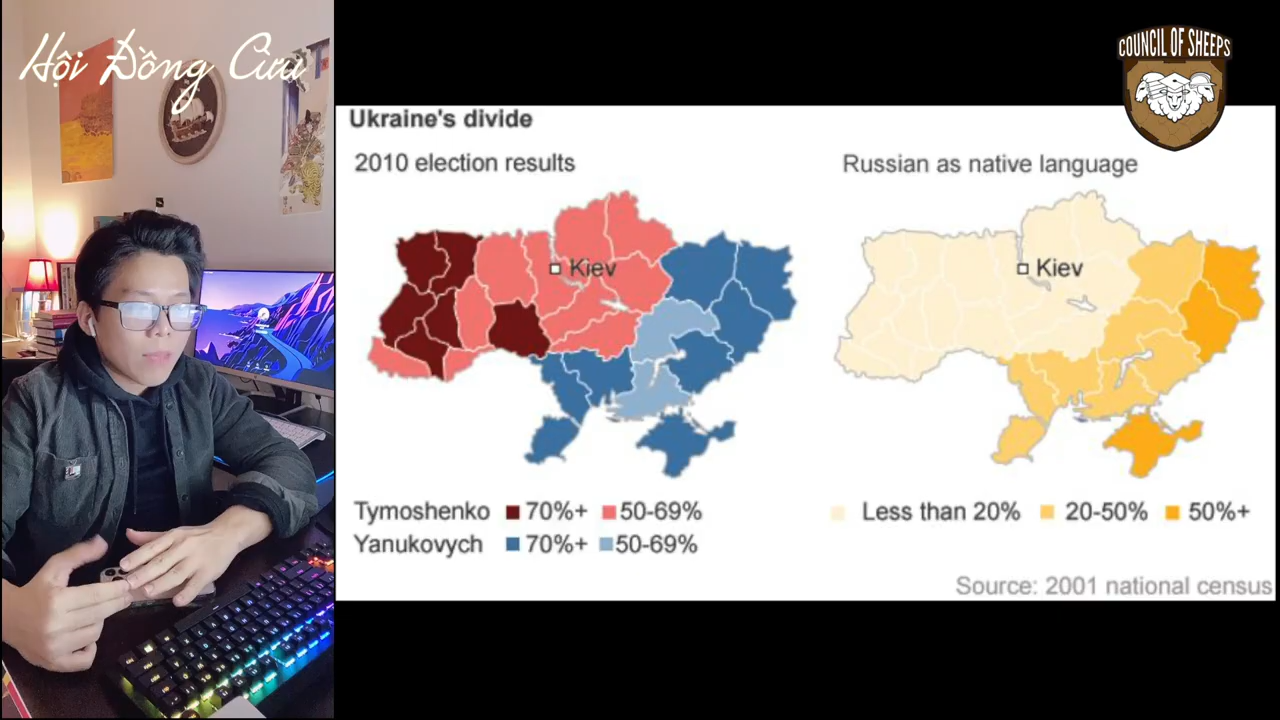 Hội Đồng Cừu
COUNCIL OF SHEEPS
Ukraine's divide
2010 election results
Russian as native language
Kiev
Kiev
Tymoshenko 70%+ 50-69%
Yanukovych 70%+ 50-69%
Less than 20% 20-50% 50%+
Source: 2001 national census